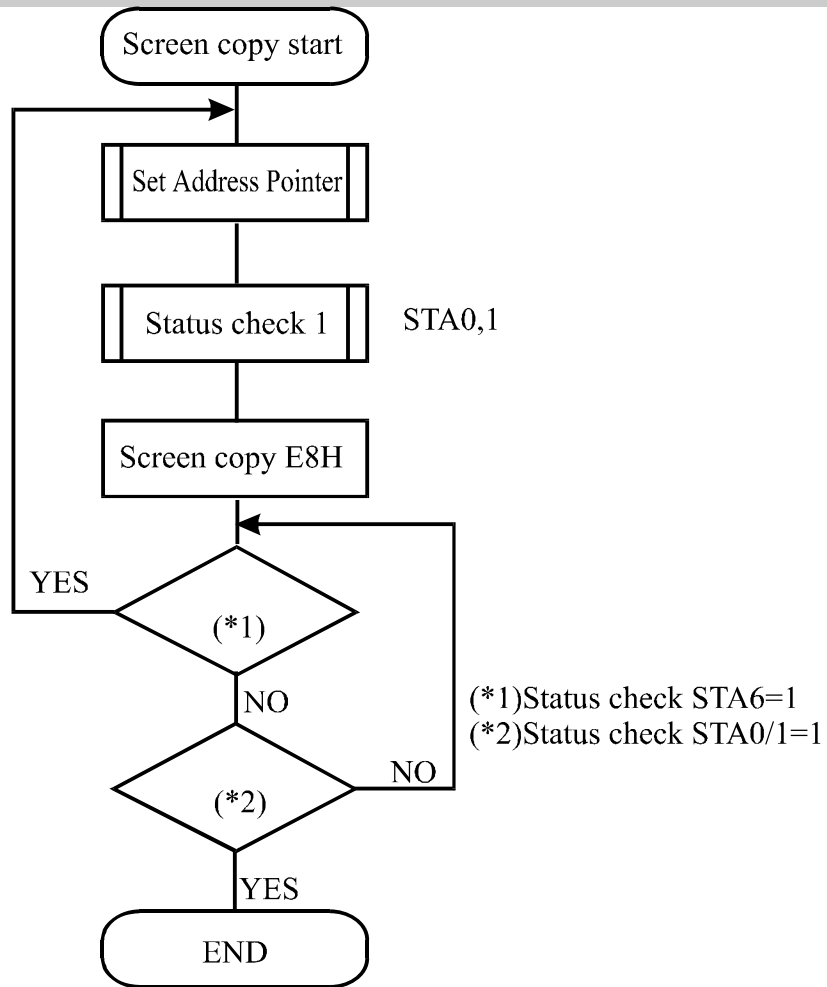 Screen copy start
Set Address Pointer
Status check 1
STA0,1
Screen copy E8H
YES
(*1)
NO
(*1)Status check STA6=1
(*2)Status check STA0/1=1
NO
(*2)
YES
END